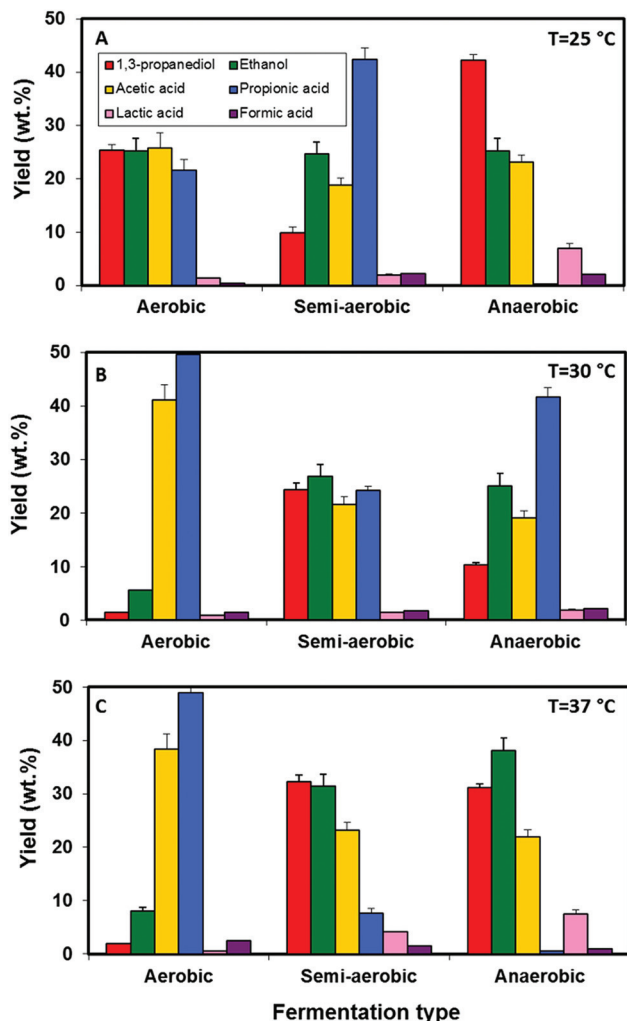 A
T=25 °C
1,3-propanediol Ethanol
Acetic acid Propionic acid
Lactic acid Formic acid
Yield (wt.%)
50
40
30
20
10
0
Aerobic Semi-aerobic Anaerobic
B
T=30 °C
Yield (wt.%)
50
40
30
20
10
0
Aerobic Semi-aerobic Anaerobic
C
T=37 °C
Yield (wt.%)
50
40
30
20
10
0
Aerobic Semi-aerobic Anaerobic
Fermentation type